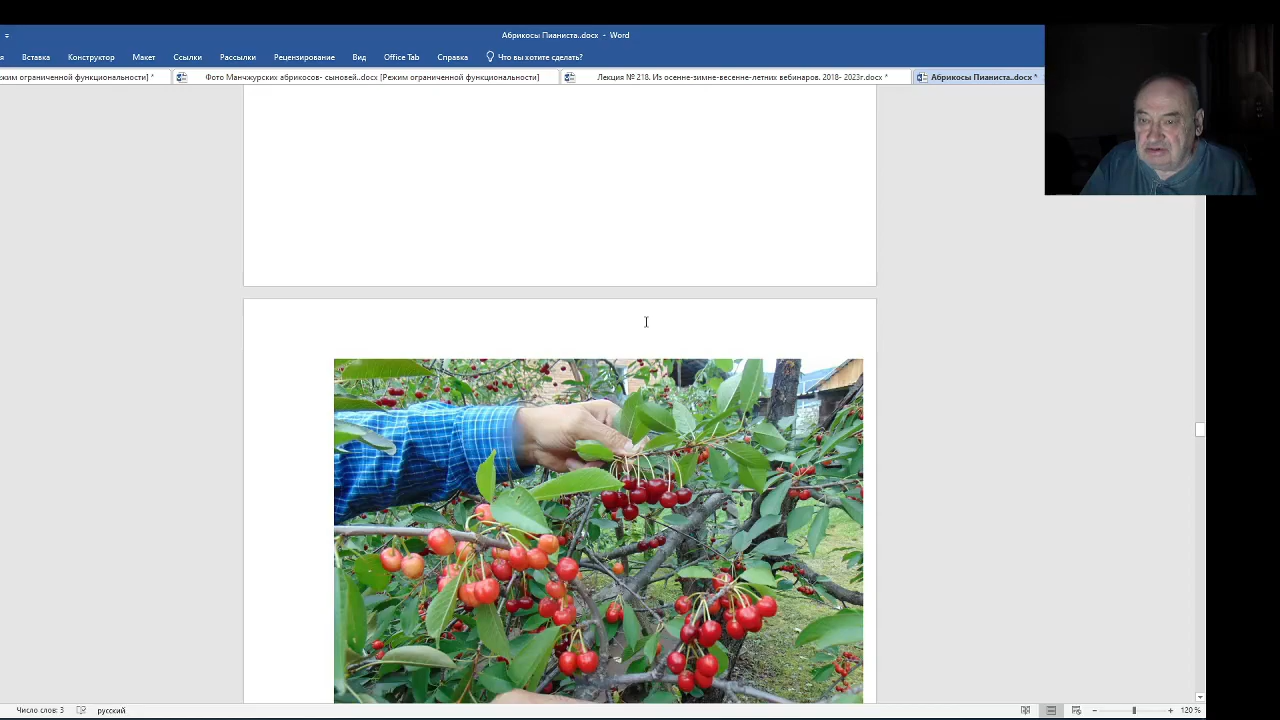 Абрикосы Пианиста..docx - Word
я Вставка Конструктор Макет Ссылки Рассылки Рецензирование Вид Office Tab Справка Что вы хотите сделать?
ежим ограниченной функциональности] * Фото Манчжурских абрикосов- сыновей..docx [Режим ограниченной функциональности] Лекция № 218. Из осенне-зимне-весенне-летних вебинаров. 2018- 2023г.docx * Абрикосы Пианиста..docx *
Число слов: 3 русский 120 %